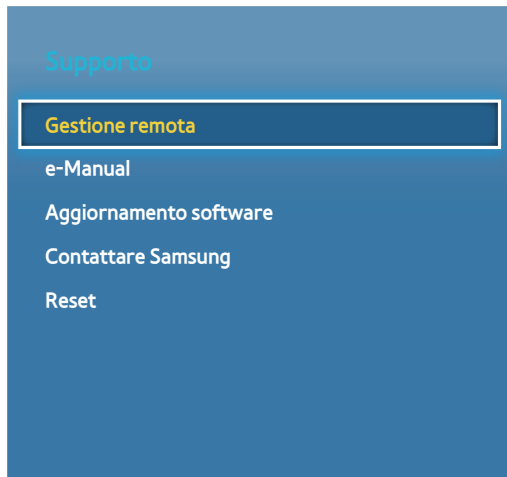 Supporto
Gestione remota
e-Manual
Aggiornamento software
Contattare Samsung
Reset